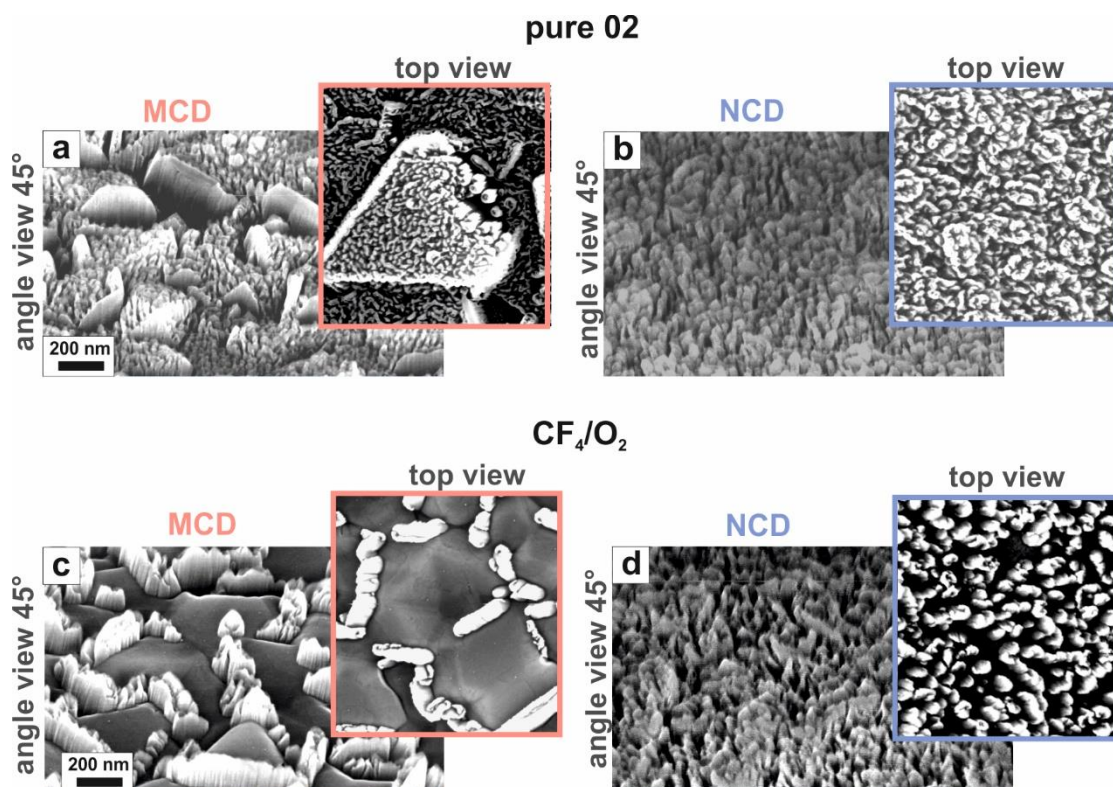 pure 02
top view
top view
MCD
NCD
a
b
angle view 45°
angle view 45°
200 nm
CF₄/O₂
top view
top view
MCD
NCD
c
d
angle view 45°
angle view 45°
200 nm